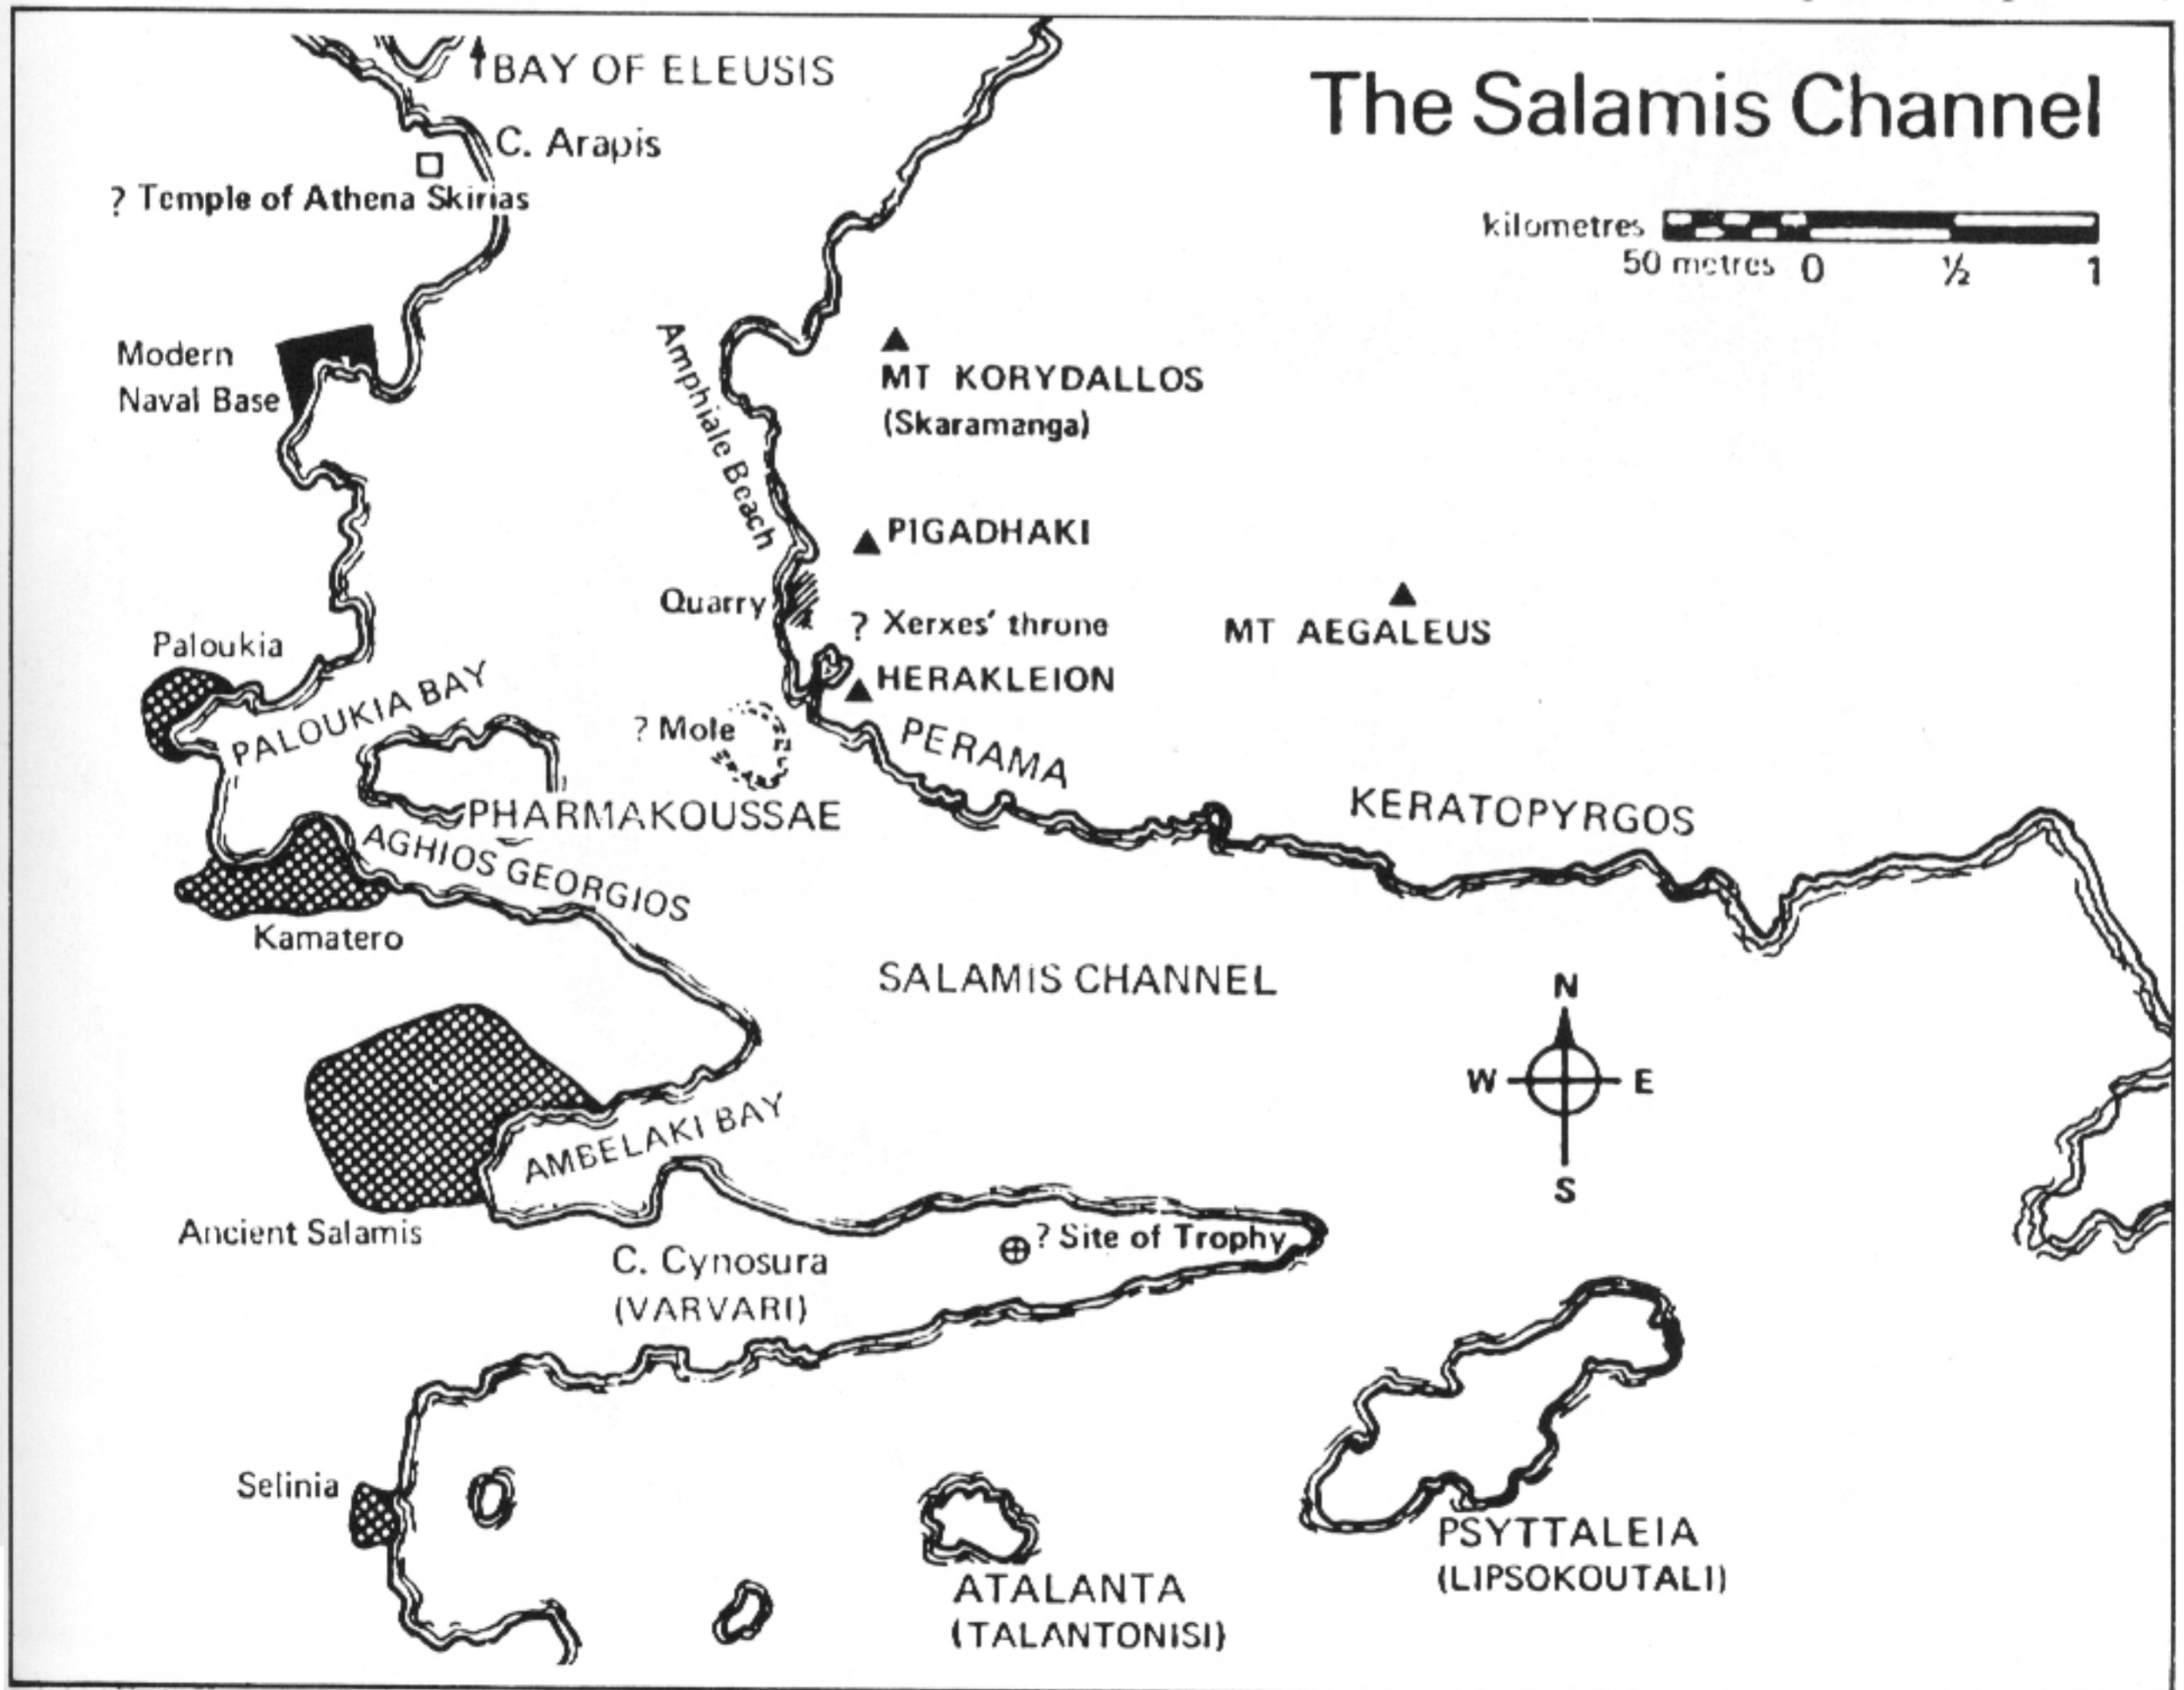 The Salamis Channel
kilometres
50 metres 0 ½ 1
BAY OF ELEUSIS
C. Arapis
? Temple of Athena Skirias
Modern
Naval Base
Amphiale Beach
MT KORYDALLOS
(Skaramanga)
PIGADHAKI
Quarry
? Xerxes' throne
HERAKLEION
MT AEGALEUS
Paloukia
PALOUKIA BAY
? Mole
PERAMA
PHARMAKOUSSAE
KERATOPYRGOS
AGHIOS GEORGIOS
Kamatero
SALAMIS CHANNEL
N
W E
S
AMBELAKI BAY
Ancient Salamis
C. Cynosura
(VARVARI)
? Site of Trophy
Selinia
ATALANTA
(TALANTONISI)
PSYTTALEIA
(LIPSOKOUTALI)